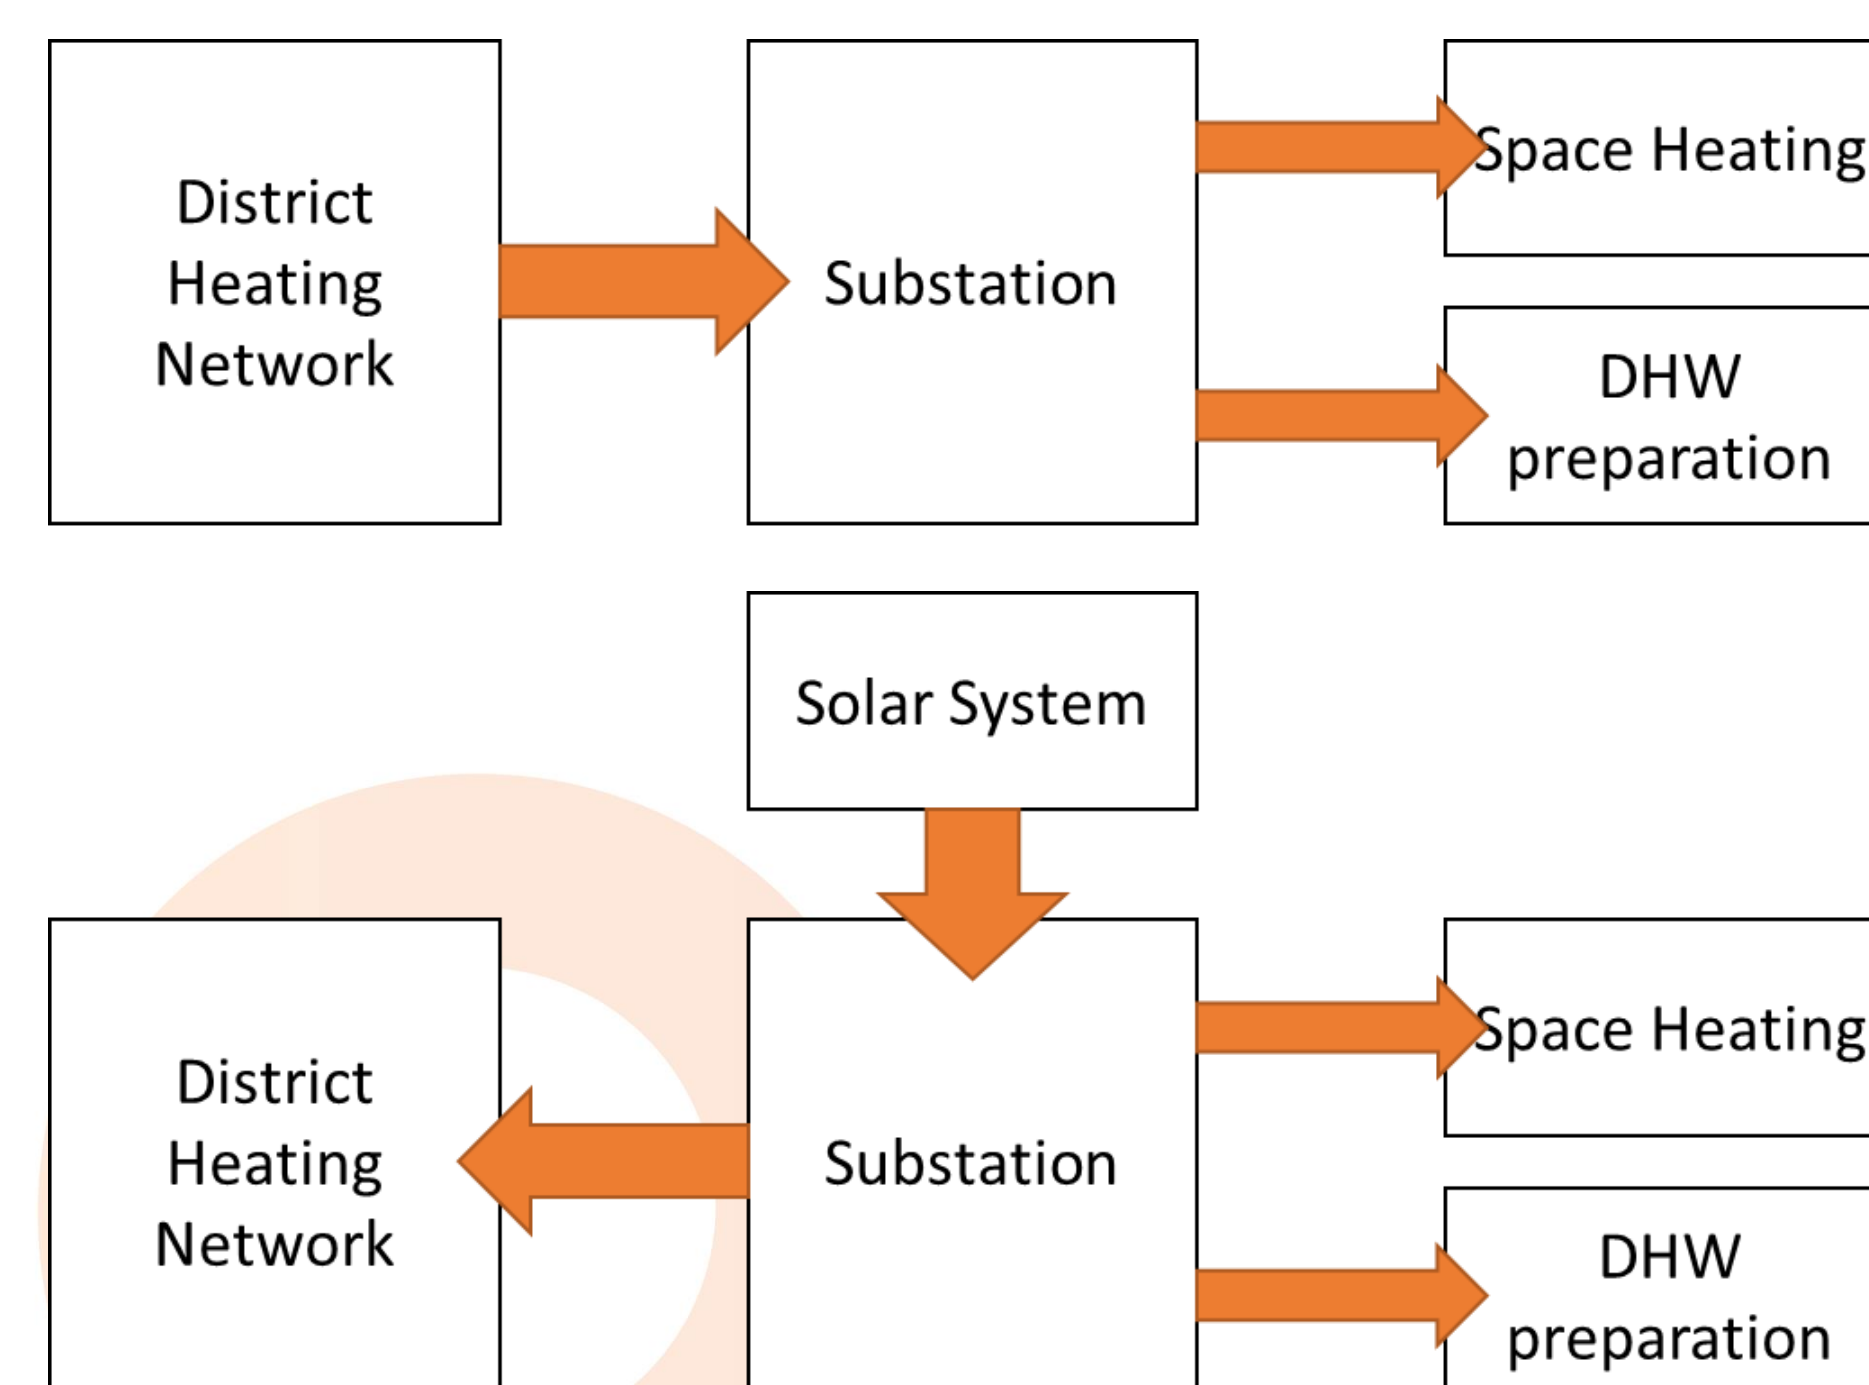 District
Heating
Network
Substation
Space Heating
DHW
preparation
Solar System
District
Heating
Network
Substation
Space Heating
DHW
preparation